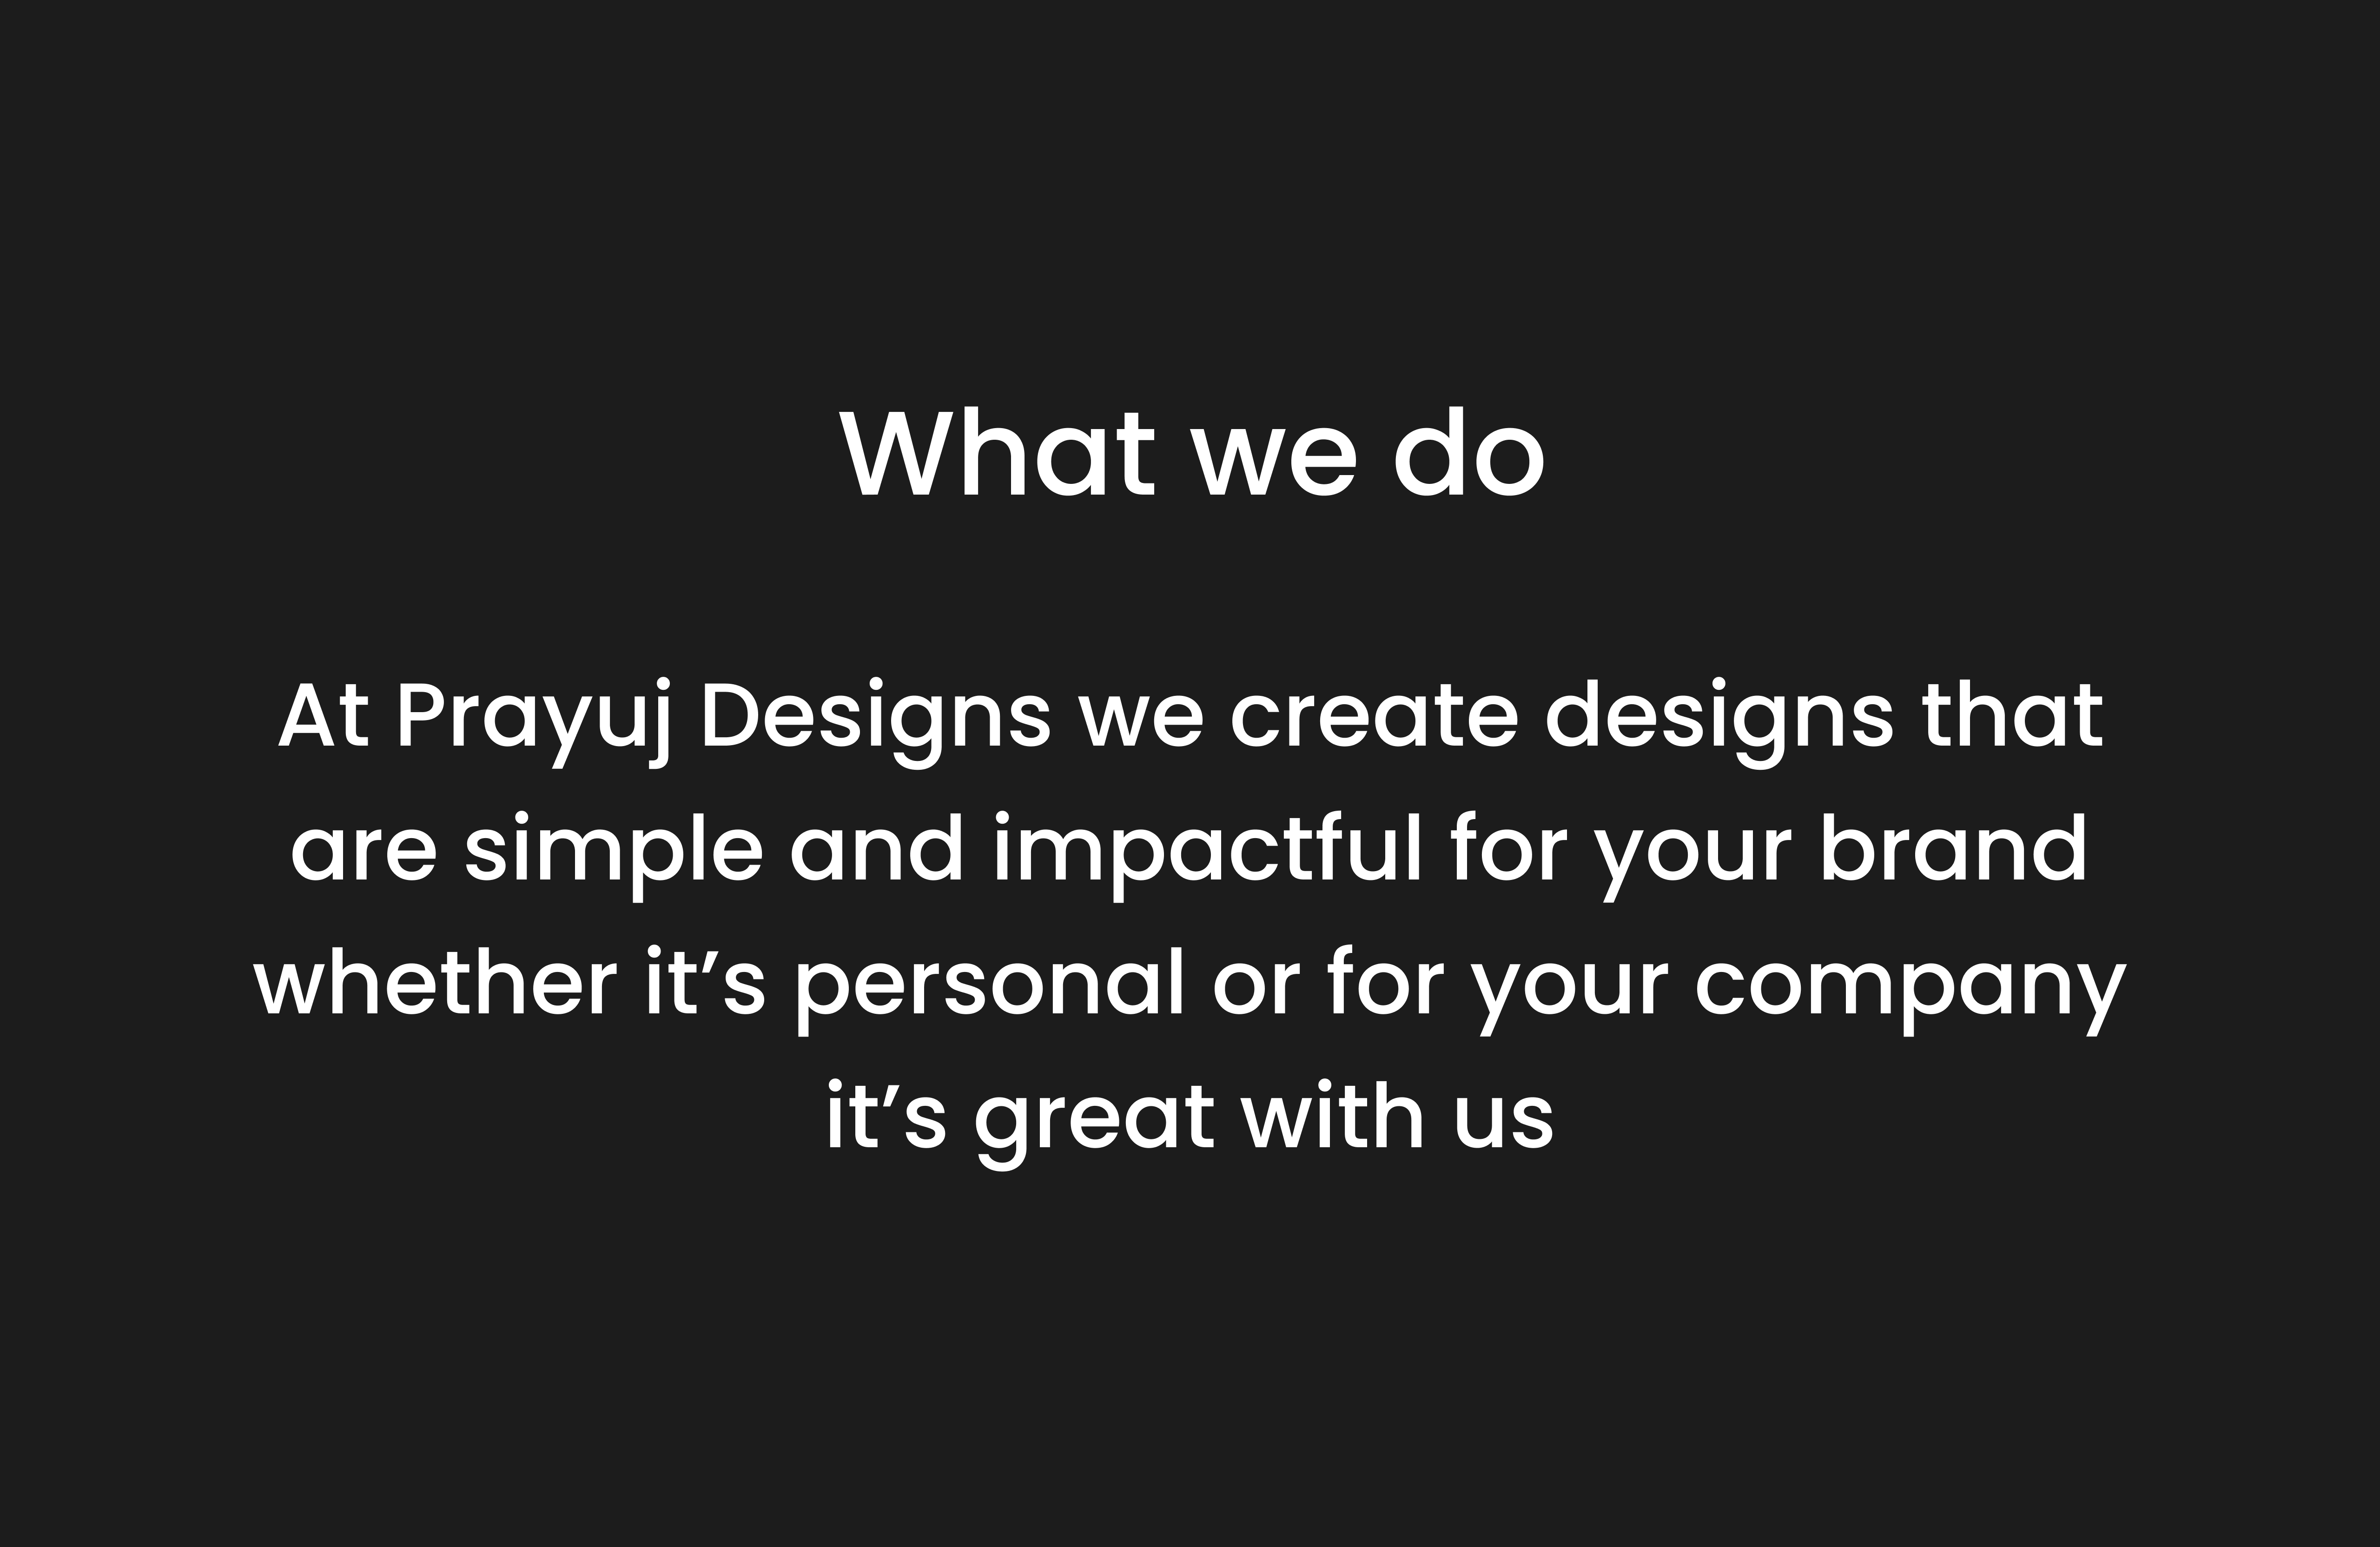 What we do
At Prayuj Designs we create designs that
are simple and impactful for your brand
whether it’s personal or for your company
it’s great with us